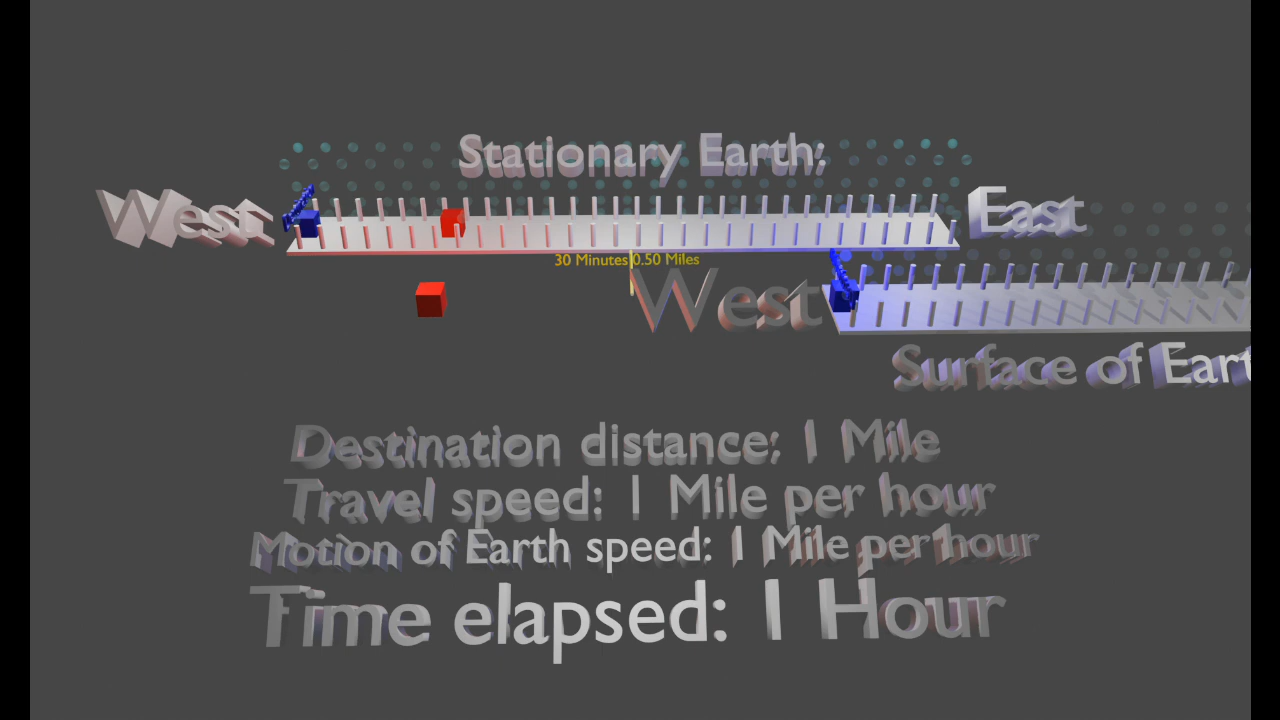 Stationary Earth:
West
East
30 Minutes 0.50 Miles
West
Surface of Eart
Destination distance: 1 Mile
Travel speed: 1 Mile per hour
Motion of Earth speed: 1 Mile per hour
Time elapsed: 1 Hour